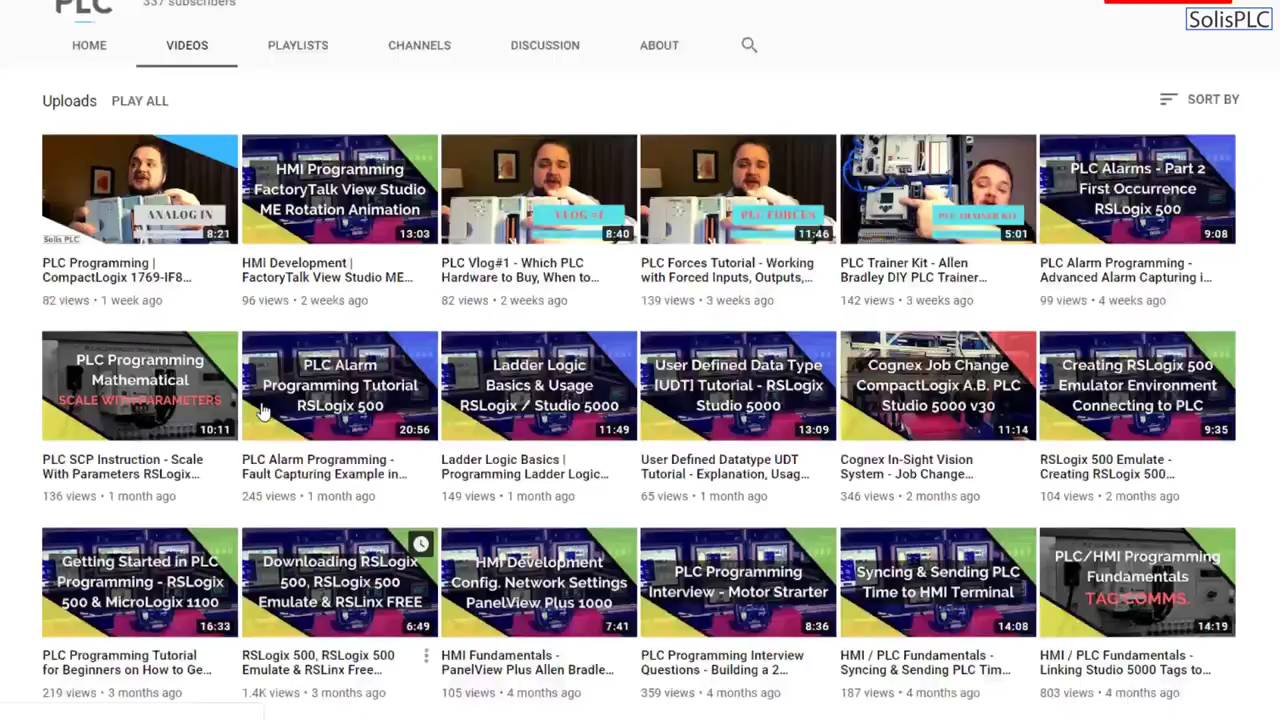 PLC
337 subscribers
SolisPLC
HOME VIDEOS PLAYLISTS CHANNELS DISCUSSION ABOUT
Uploads PLAY ALL SORT BY
ANALOG IN
Solis PLC
8:21
HMI Programming
FactoryTalk View Studio
ME Rotation Animation
13:03
VLOG #1
8:40
PLC FORCES
11:46
PLC TRAINER KIT
5:01
PLC Alarms - Part 2
First Occurrence
RSLogix 500
9:08
PLC Programming |
CompactLogix 1769-IF8...
82 views • 1 week ago
HMI Development |
FactoryTalk View Studio ME...
96 views • 2 weeks ago
PLC Vlog#1 - Which PLC
Hardware to Buy, When to...
82 views • 2 weeks ago
PLC Forces Tutorial - Working
with Forced Inputs, Outputs,...
139 views • 3 weeks ago
PLC Trainer Kit - Allen
Bradley DIY PLC Trainer...
142 views • 3 weeks ago
PLC Alarm Programming -
Advanced Alarm Capturing i...
99 views • 4 weeks ago
PLC Programming
Mathematical
SCALE WITH PARAMETERS
10:11
PLC Alarm
Programming Tutorial
RSLogix 500
20:56
Ladder Logic
Basics & Usage
RSLogix / Studio 5000
11:49
User Defined Data Type
[UDT] Tutorial - RSLogix
Studio 5000
13:09
Cognex Job Change
CompactLogix A.B. PLC
Studio 5000 v30
11:14
Creating RSLogix 500
Emulator Environment
Connecting to PLC
9:35
PLC SCP Instruction - Scale
With Parameters RSLogix...
136 views • 1 month ago
PLC Alarm Programming -
Fault Capturing Example in...
245 views • 1 month ago
Ladder Logic Basics |
Programming Ladder Logic...
149 views • 1 month ago
User Defined Datatype UDT
Tutorial - Explanation, Usag...
65 views • 1 month ago
Cognex In-Sight Vision
System - Job Change...
346 views • 2 months ago
RSLogix 500 Emulate -
Creating RSLogix 500...
104 views • 2 months ago
Getting Started in PLC
Programming - RSLogix
500 & MicroLogix 1100
16:33
Downloading RSLogix
500, RSLogix 500
Emulate & RSLinx FREE
6:49
HMI Development
Config. Network Settings
PanelView Plus 1000
7:41
PLC Programming
Interview - Motor Starter
8:36
Syncing & Sending PLC
Time to HMI Terminal
14:08
PLC/HMI Programming
Fundamentals
TAG COMMS.
14:19
PLC Programming Tutorial
for Beginners on How to Ge...
219 views • 3 months ago
RSLogix 500, RSLogix 500
Emulate & RSLinx Free...
1.4K views • 3 months ago
HMI Fundamentals -
PanelView Plus Allen Bradle...
105 views • 4 months ago
PLC Programming Interview
Questions - Building a 2...
359 views • 4 months ago
HMI / PLC Fundamentals -
Syncing & Sending PLC Tim...
187 views • 4 months ago
HMI / PLC Fundamentals -
Linking Studio 5000 Tags to...
803 views • 4 months ago